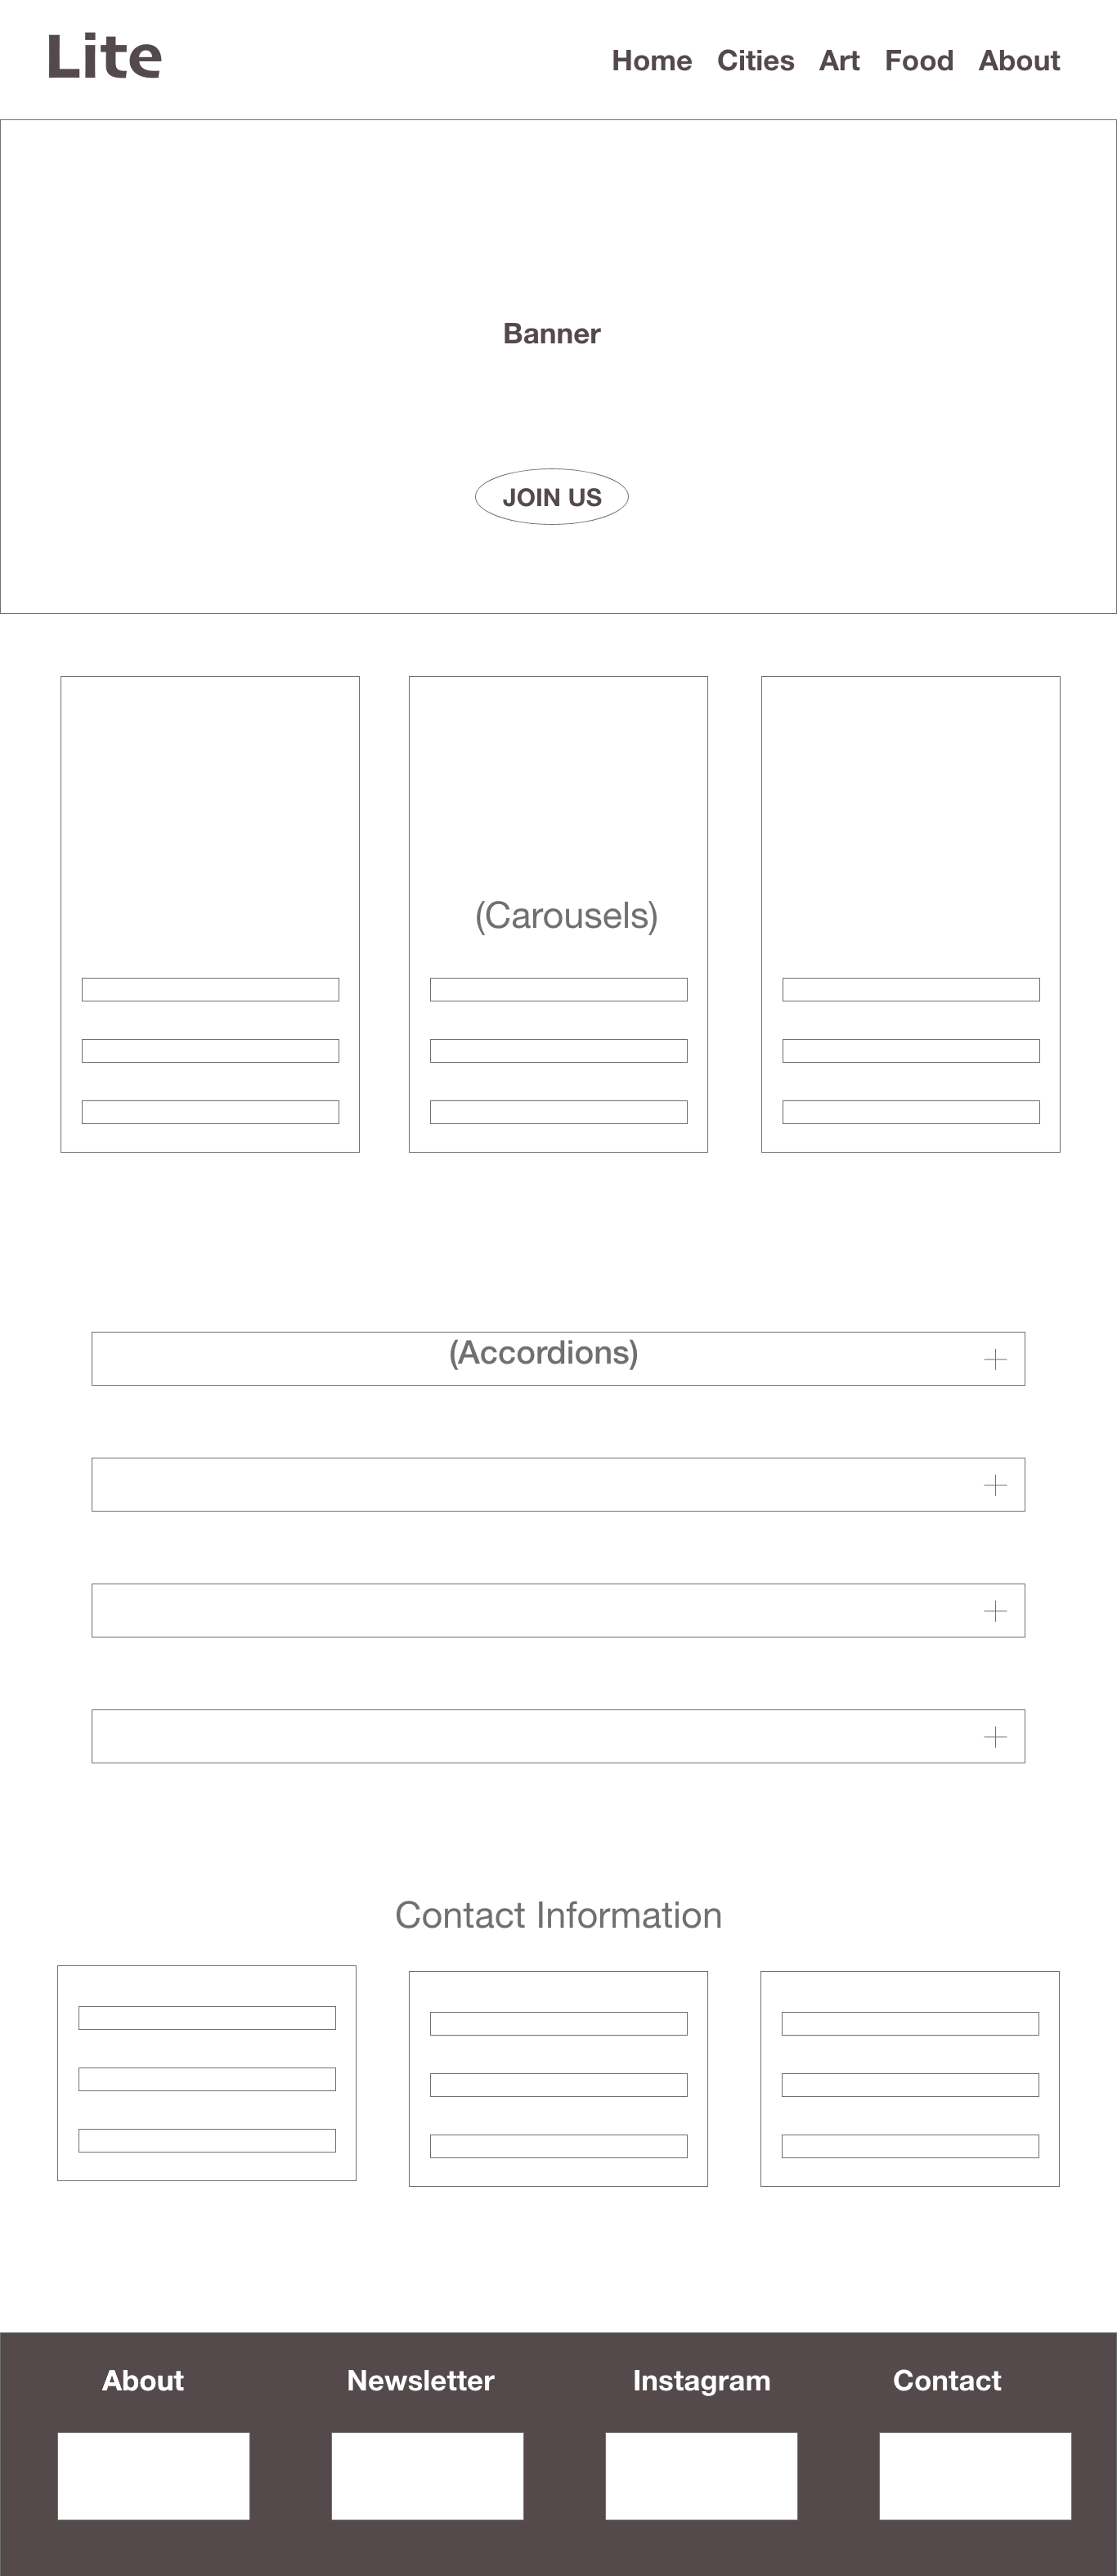 Lite
Home Cities Art Food About
Banner
JOIN US
(Carousels)
(Accordions)
Contact Information
About Newsletter Instagram Contact